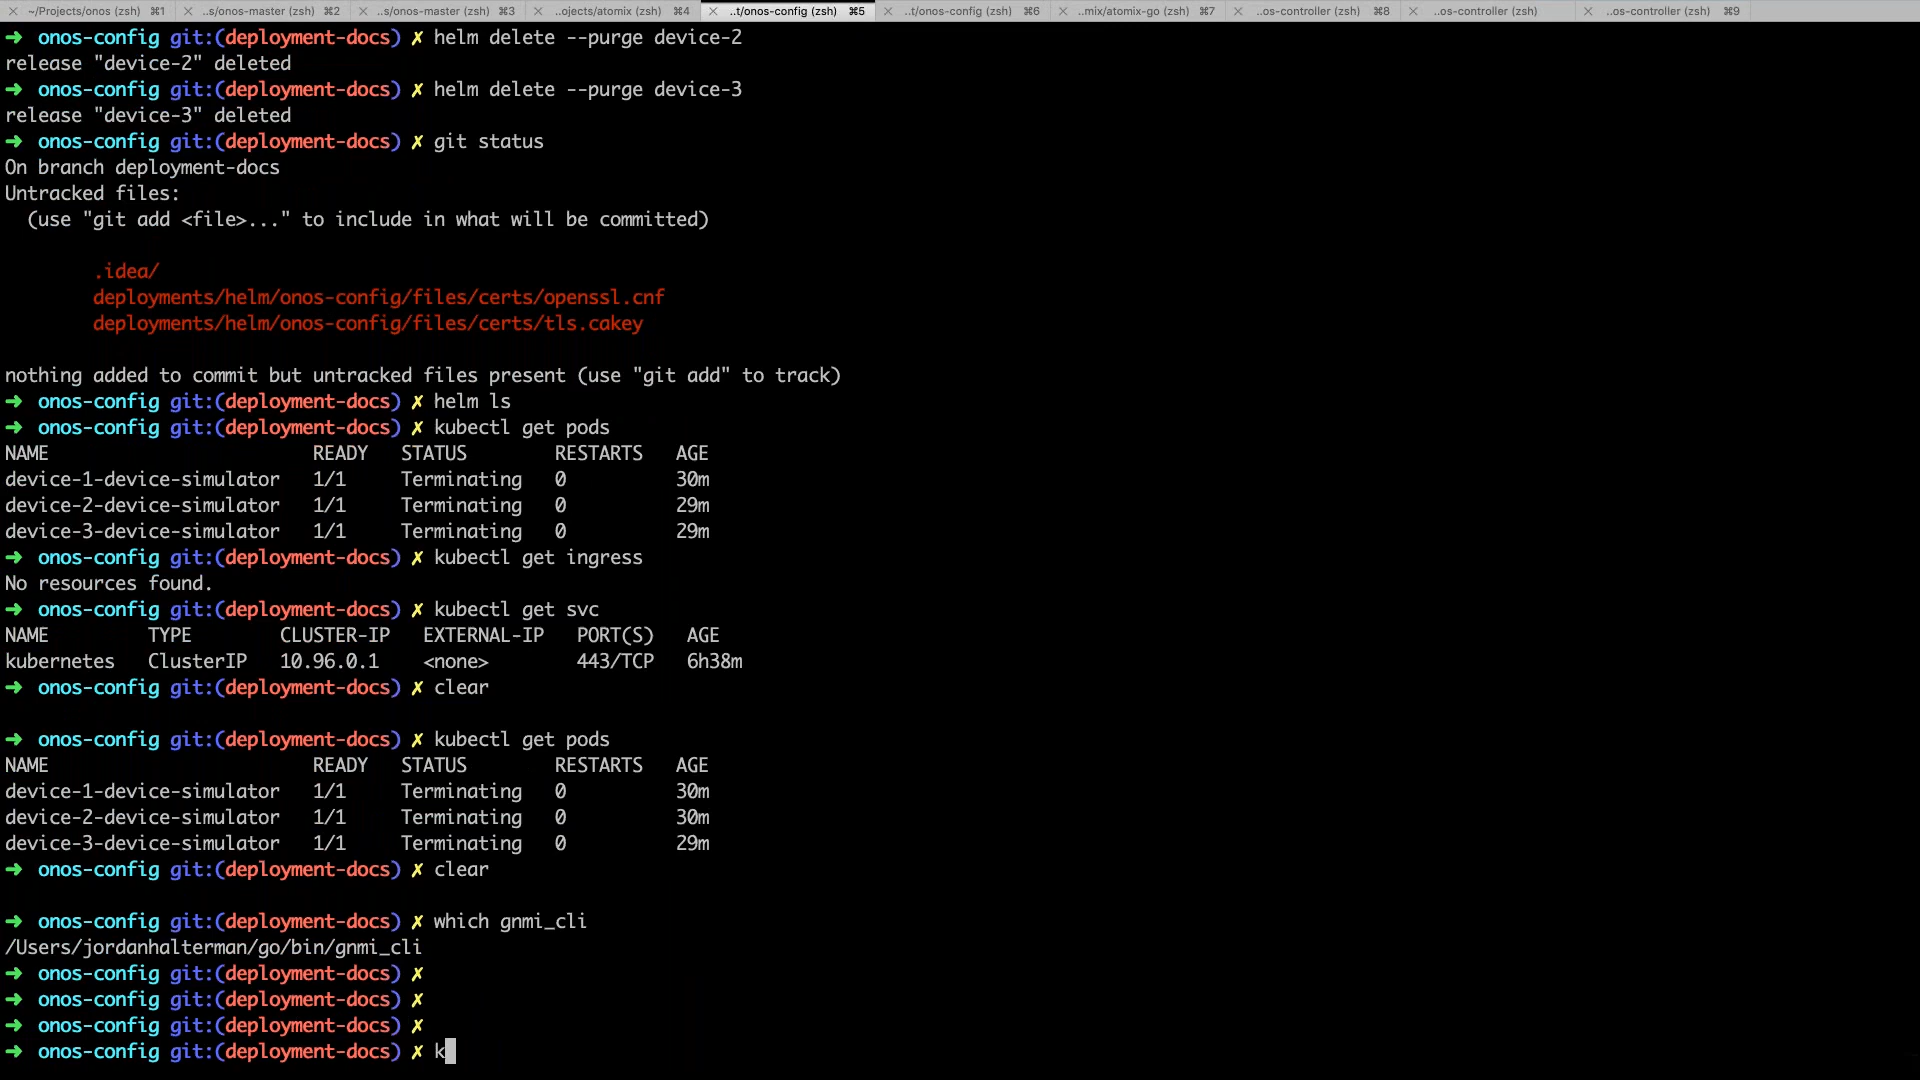 ~/Projects/onos (zsh) ⌘1 ..s/onos-master (zsh) ⌘2 ..s/onos-master (zsh) ⌘3 ..ojects/atomix (zsh) ⌘4 ..t/onos-config (zsh) ⌘5 ..t/onos-config (zsh) ⌘6 ..mix/atomix-go (zsh) ⌘7 ..os-controller (zsh) ⌘8 ..os-controller (zsh) ..os-controller (zsh) ⌘9
➜ onos-config git:(deployment-docs) ✗ helm delete --purge device-2
release "device-2" deleted
➜ onos-config git:(deployment-docs) ✗ helm delete --purge device-3
release "device-3" deleted
➜ onos-config git:(deployment-docs) ✗ git status
On branch deployment-docs
Untracked files:
(use "git add <file>..." to include in what will be committed)
.idea/
deployments/helm/onos-config/files/certs/openssl.cnf
deployments/helm/onos-config/files/certs/tls.cakey
nothing added to commit but untracked files present (use "git add" to track)
➜ onos-config git:(deployment-docs) ✗ helm ls
➜ onos-config git:(deployment-docs) ✗ kubectl get pods
NAME READY STATUS RESTARTS AGE
device-1-device-simulator 1/1 Terminating 0 30m
device-2-device-simulator 1/1 Terminating 0 29m
device-3-device-simulator 1/1 Terminating 0 29m
➜ onos-config git:(deployment-docs) ✗ kubectl get ingress
No resources found.
➜ onos-config git:(deployment-docs) ✗ kubectl get svc
NAME TYPE CLUSTER-IP EXTERNAL-IP PORT(S) AGE
kubernetes ClusterIP 10.96.0.1 <none> 443/TCP 6h38m
➜ onos-config git:(deployment-docs) ✗ clear
➜ onos-config git:(deployment-docs) ✗ kubectl get pods
NAME READY STATUS RESTARTS AGE
device-1-device-simulator 1/1 Terminating 0 30m
device-2-device-simulator 1/1 Terminating 0 30m
device-3-device-simulator 1/1 Terminating 0 29m
➜ onos-config git:(deployment-docs) ✗ clear
➜ onos-config git:(deployment-docs) ✗ which gnmi_cli
/Users/jordanhalterman/go/bin/gnmi_cli
➜ onos-config git:(deployment-docs) ✗
➜ onos-config git:(deployment-docs) ✗
➜ onos-config git:(deployment-docs) ✗
➜ onos-config git:(deployment-docs) ✗ k